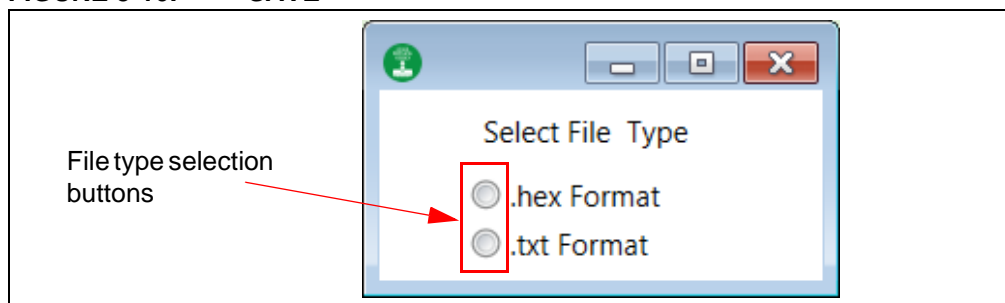 Select File Type
File type selection
buttons
.hex Format
.txt Format